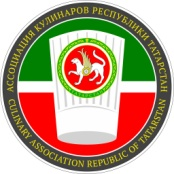 АССОЦИАЦИЯ КУЛИНАРОВ РЕСПУБЛИКИ ТАТАРСТАН
CULINARY ASSOCIATION REPUBLIC OF TATARSTAN